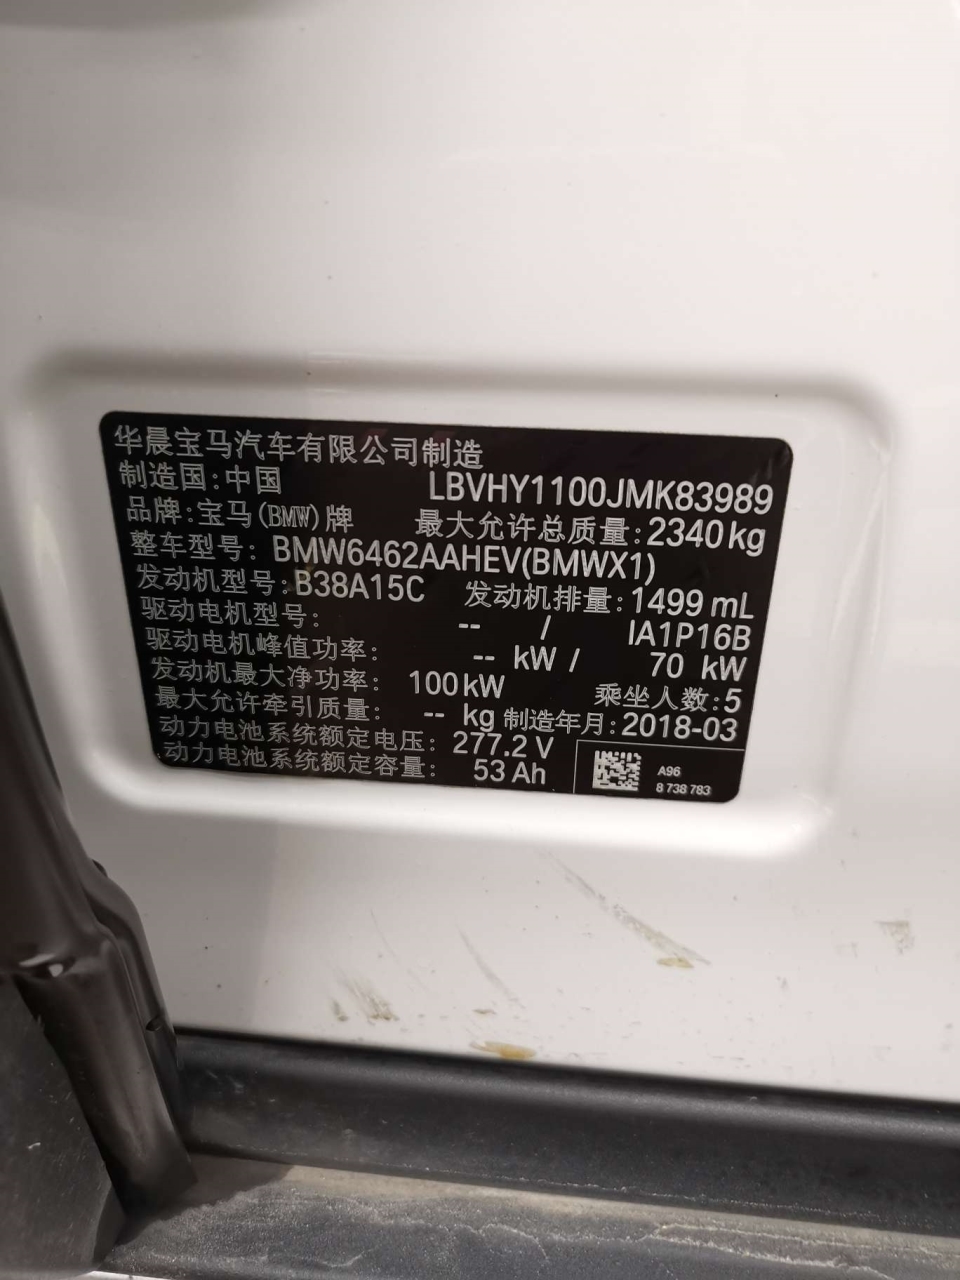 华晨宝马汽车有限公司制造
制造国:中国 LBVHY1100JMK83989
品牌:宝马(BMW)牌 最大允许总质量:2340kg
整车型号: BMW6462AAHEV(BMWX1)
发动机型号:B38A15C 发动机排量:1499 mL
驱动电机型号: -- / IA1P16B
驱动电机峰值功率: -- kW / 70 kW
发动机最大净功率: 100kW 乘坐人数:5
最大允许牵引质量: -- kg 制造年月:2018-03
动力电池系统额定电压: 277.2 V
动力电池系统额定容量: 53 Ah
A96
8 738 783